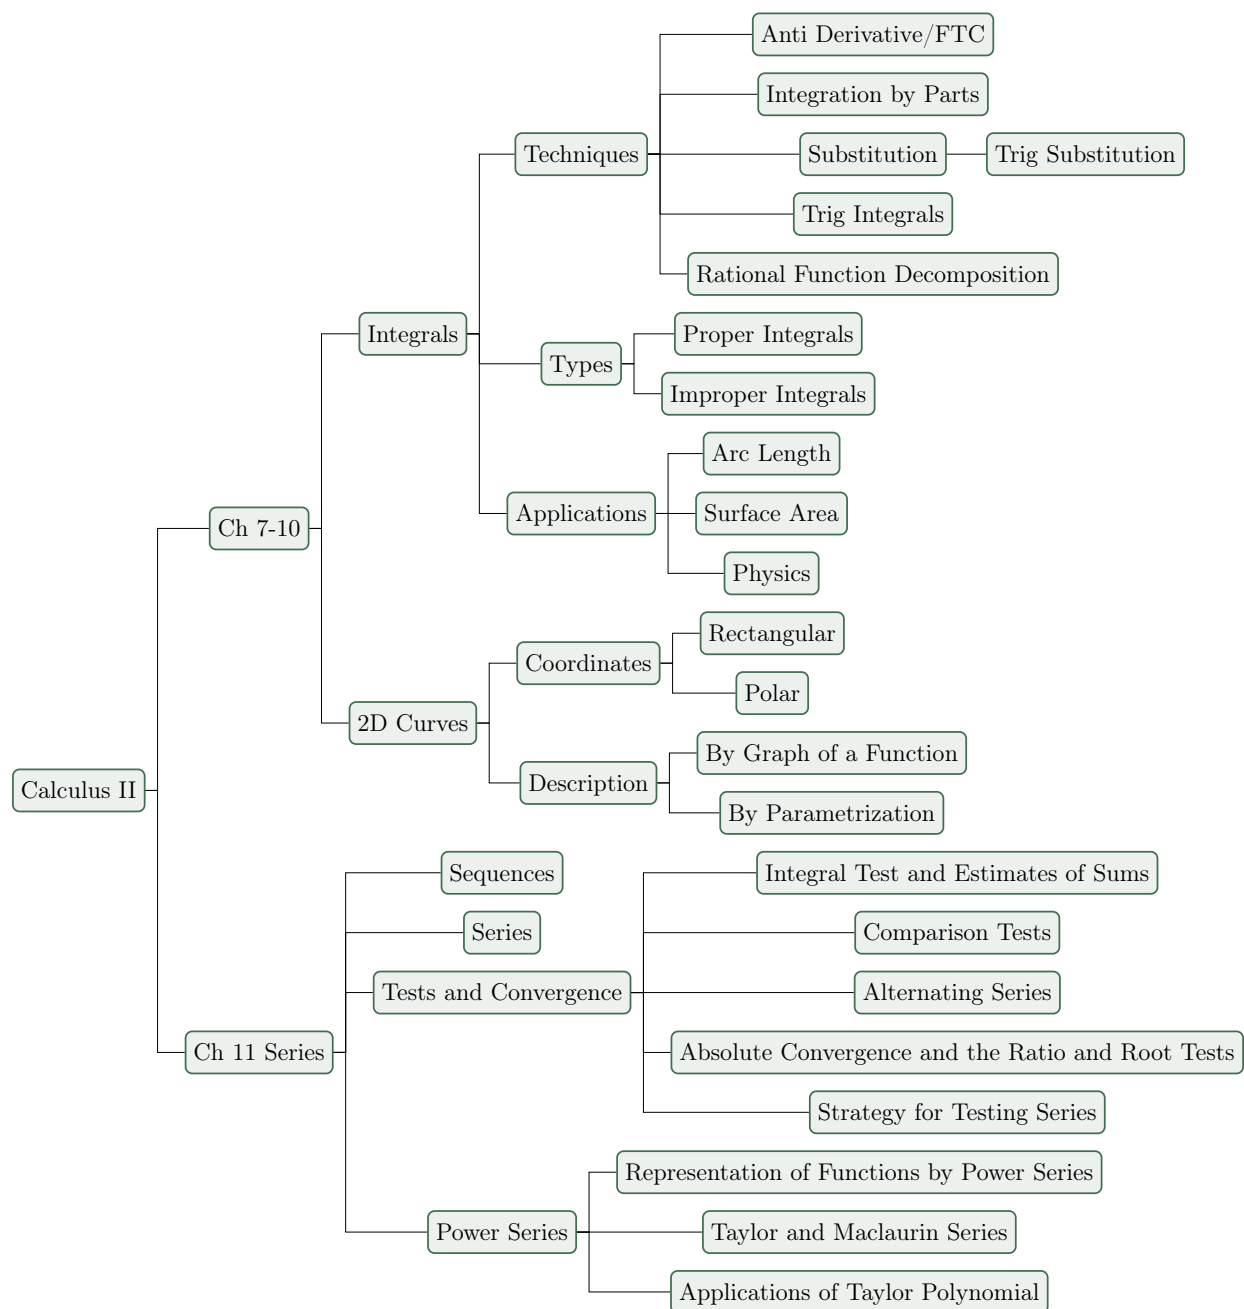 Anti Derivative/FTC
Integration by Parts
Techniques
Substitution
Trig Substitution
Trig Integrals
Rational Function Decomposition
Integrals
Proper Integrals
Types
Improper Integrals
Arc Length
Ch 7-10
Applications
Surface Area
Physics
Rectangular
Coordinates
Polar
2D Curves
By Graph of a Function
Calculus II
Description
By Parametrization
Sequences
Integral Test and Estimates of Sums
Series
Comparison Tests
Tests and Convergence
Alternating Series
Ch 11 Series
Absolute Convergence and the Ratio and Root Tests
Strategy for Testing Series
Representation of Functions by Power Series
Power Series
Taylor and Maclaurin Series
Applications of Taylor Polynomial